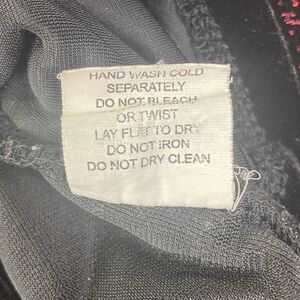 HAND WASH COLD
SEPARATELY
DO NOT BLEACH
OR TWIST
LAY FLAT TO DRY
DO NOT IRON
DO NOT DRY CLEAN